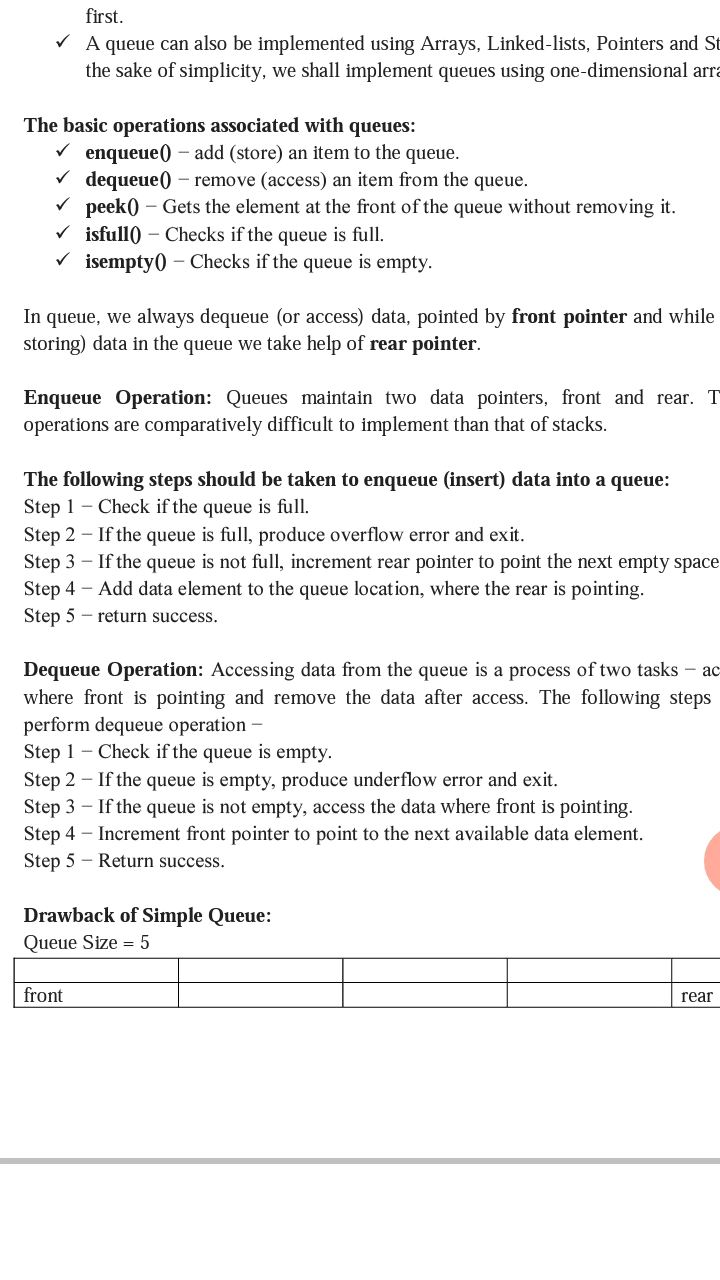 first.
✓ A queue can also be implemented using Arrays, Linked-lists, Pointers and St
the sake of simplicity, we shall implement queues using one-dimensional arra
The basic operations associated with queues:
✓ enqueue() − add (store) an item to the queue.
✓ dequeue() − remove (access) an item from the queue.
✓ peek() − Gets the element at the front of the queue without removing it.
✓ isfull() − Checks if the queue is full.
✓ isempty() − Checks if the queue is empty.
In queue, we always dequeue (or access) data, pointed by front pointer and while
storing) data in the queue we take help of rear pointer.
Enqueue Operation: Queues maintain two data pointers, front and rear. T
operations are comparatively difficult to implement than that of stacks.
The following steps should be taken to enqueue (insert) data into a queue:
Step 1 − Check if the queue is full.
Step 2 − If the queue is full, produce overflow error and exit.
Step 3 − If the queue is not full, increment rear pointer to point the next empty space
Step 4 − Add data element to the queue location, where the rear is pointing.
Step 5 − return success.
Dequeue Operation: Accessing data from the queue is a process of two tasks − ac
where front is pointing and remove the data after access. The following steps
perform dequeue operation −
Step 1 − Check if the queue is empty.
Step 2 − If the queue is empty, produce underflow error and exit.
Step 3 − If the queue is not empty, access the data where front is pointing.
Step 4 − Increment front pointer to point to the next available data element.
Step 5 − Return success.
Drawback of Simple Queue:
Queue Size = 5
front rear